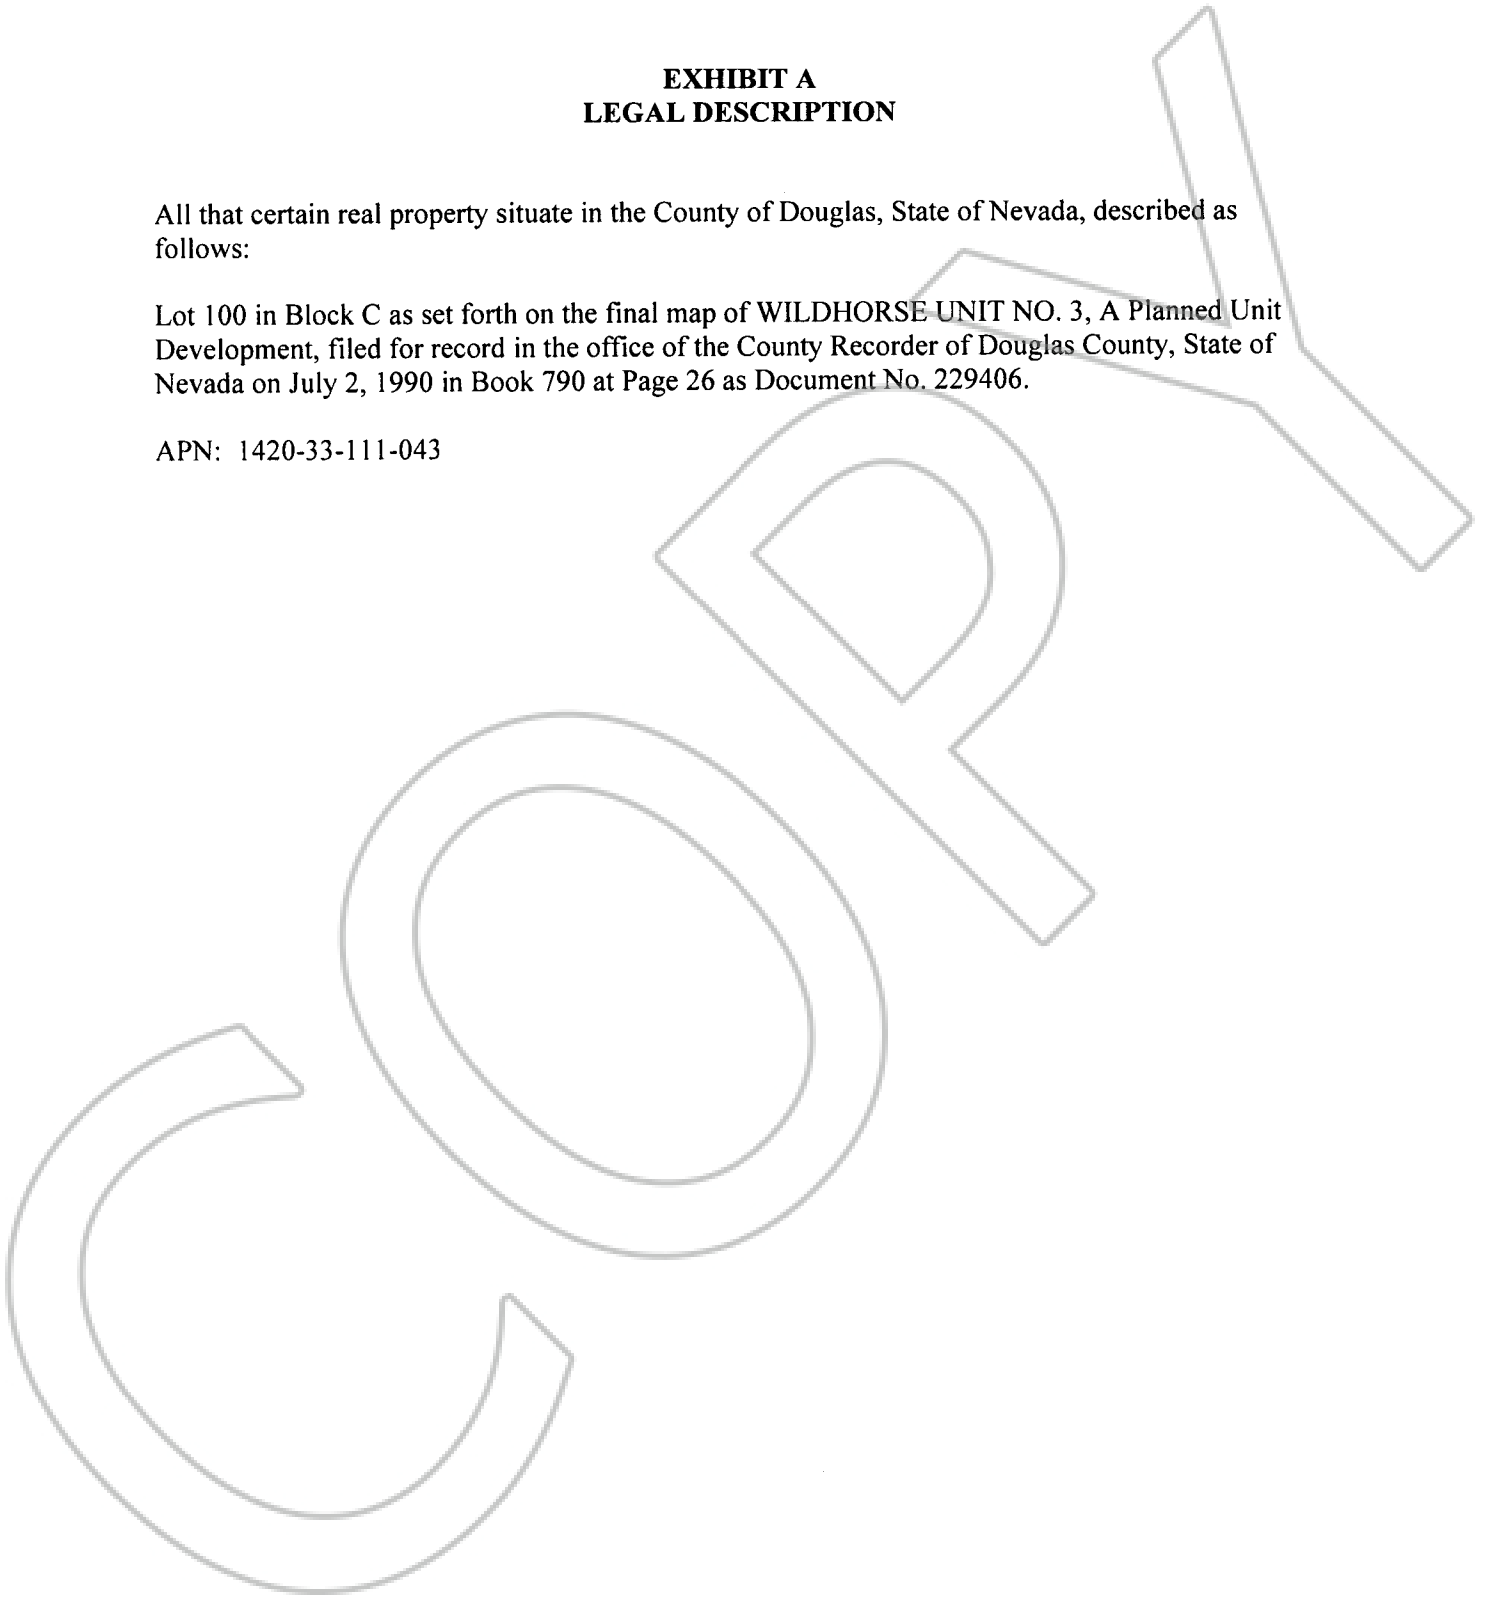 EXHIBIT A
LEGAL DESCRIPTION
All that certain real property situate in the County of Douglas, State of Nevada, described as
follows:
Lot 100 in Block C as set forth on the final map of WILDHORSE UNIT NO. 3, A Planned Unit
Development, filed for record in the office of the County Recorder of Douglas County, State of
Nevada on July 2, 1990 in Book 790 at Page 26 as Document No. 229406.
APN: 1420-33-111-043
COPY